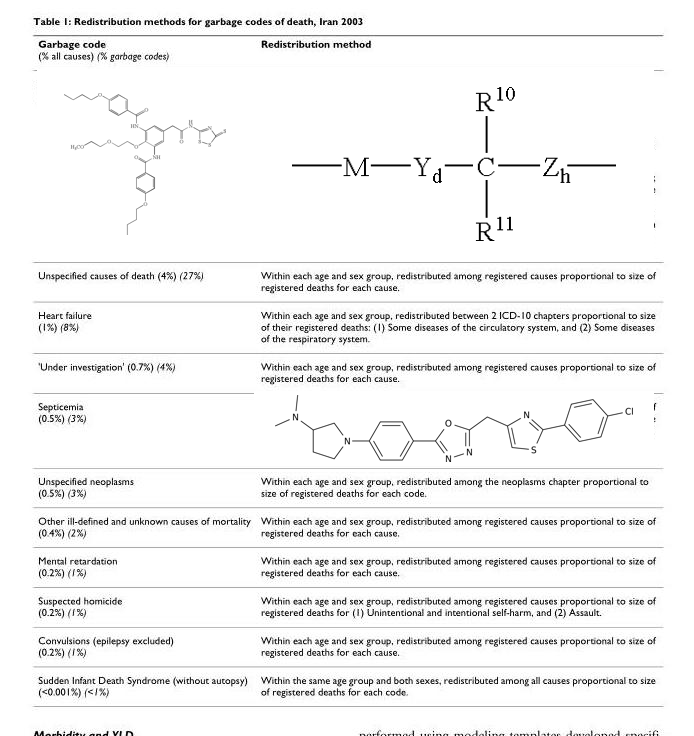 Table 1: Redistribution methods for garbage codes of death, Iran 2003
Garbage code
(% all causes) (% garbage codes)
Redistribution method
H₃CO
O
O
O
O
O
O
O
HN
NH
H
N
N
S
S
S
R¹⁰
M Y_d C Z_h
R¹¹
Unspecified causes of death (4%) (27%)
Within each age and sex group, redistributed among registered causes proportional to size of
registered deaths for each cause.
Heart failure
(1%) (8%)
Within each age and sex group, redistributed between 2 ICD-10 chapters proportional to size
of their registered deaths: (1) Some diseases of the circulatory system, and (2) Some diseases
of the respiratory system.
'Under investigation' (0.7%) (4%)
Within each age and sex group, redistributed among registered causes proportional to size of
registered deaths for each cause.
Septicemia
(0.5%) (3%)
N
N
O
N
N
N
S
Cl
Unspecified neoplasms
(0.5%) (3%)
Within each age and sex group, redistributed among the neoplasms chapter proportional to
size of registered deaths for each code.
Other ill-defined and unknown causes of mortality
(0.4%) (2%)
Within each age and sex group, redistributed among registered causes proportional to size of
registered deaths for each cause.
Mental retardation
(0.2%) (1%)
Within each age and sex group, redistributed among registered causes proportional to size of
registered deaths for each cause.
Suspected homicide
(0.2%) (1%)
Within each age and sex group, redistributed among registered causes proportional to size of
registered deaths for (1) Unintentional and intentional self-harm, and (2) Assault.
Convulsions (epilepsy excluded)
(0.2%) (1%)
Within each age and sex group, redistributed among registered causes proportional to size of
registered deaths for each cause.
Sudden Infant Death Syndrome (without autopsy)
(<0.001%) (<1%)
Within the same age group and both sexes, redistributed among all causes proportional to size
of registered deaths for each code.
Morbidity and YLD
performed using modeling templates developed specifi-